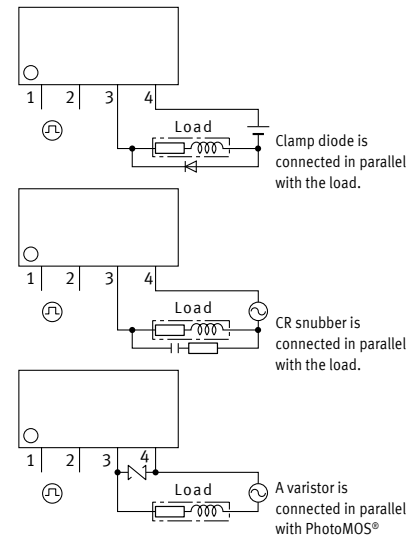 1 2 3 4
Load
Clamp diode is
connected in parallel
with the load.
1 2 3 4
Load
CR snubber is
connected in parallel
with the load.
1 2 3 4
Load
A varistor is
connected in parallel
with PhotoMOS®